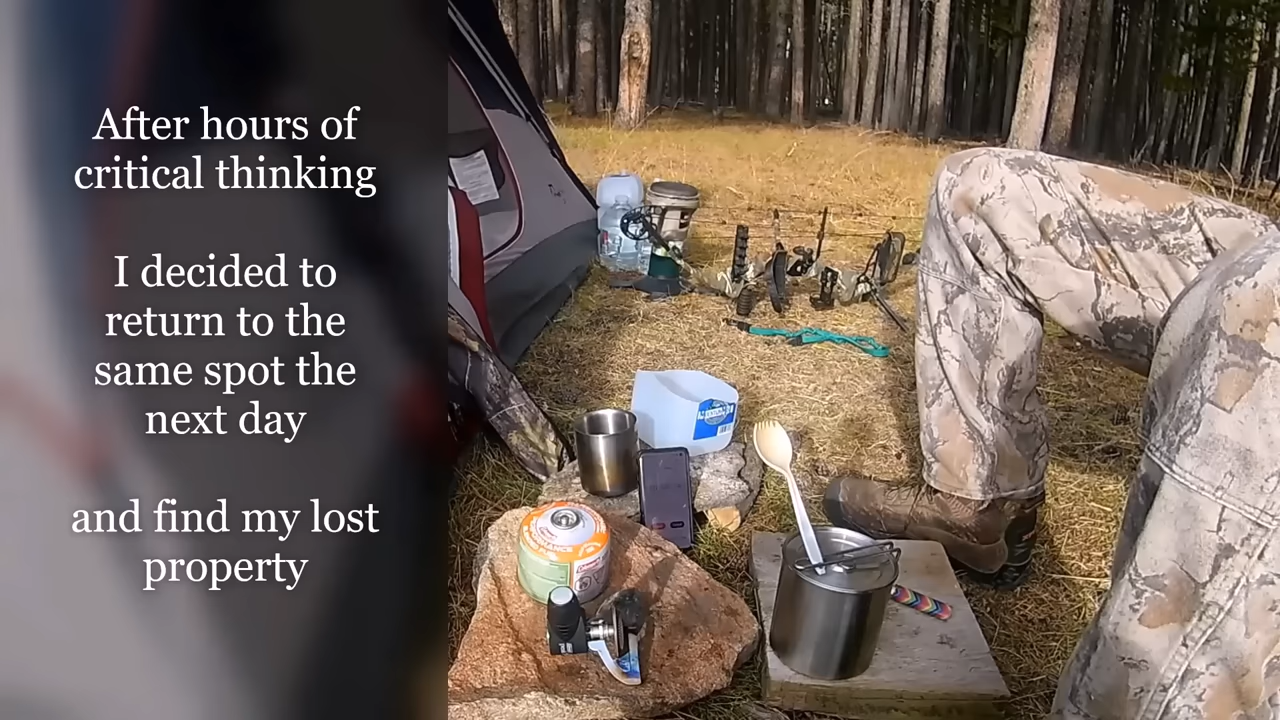 After hours of
critical thinking
I decided to
return to the
same spot the
next day
and find my lost
property